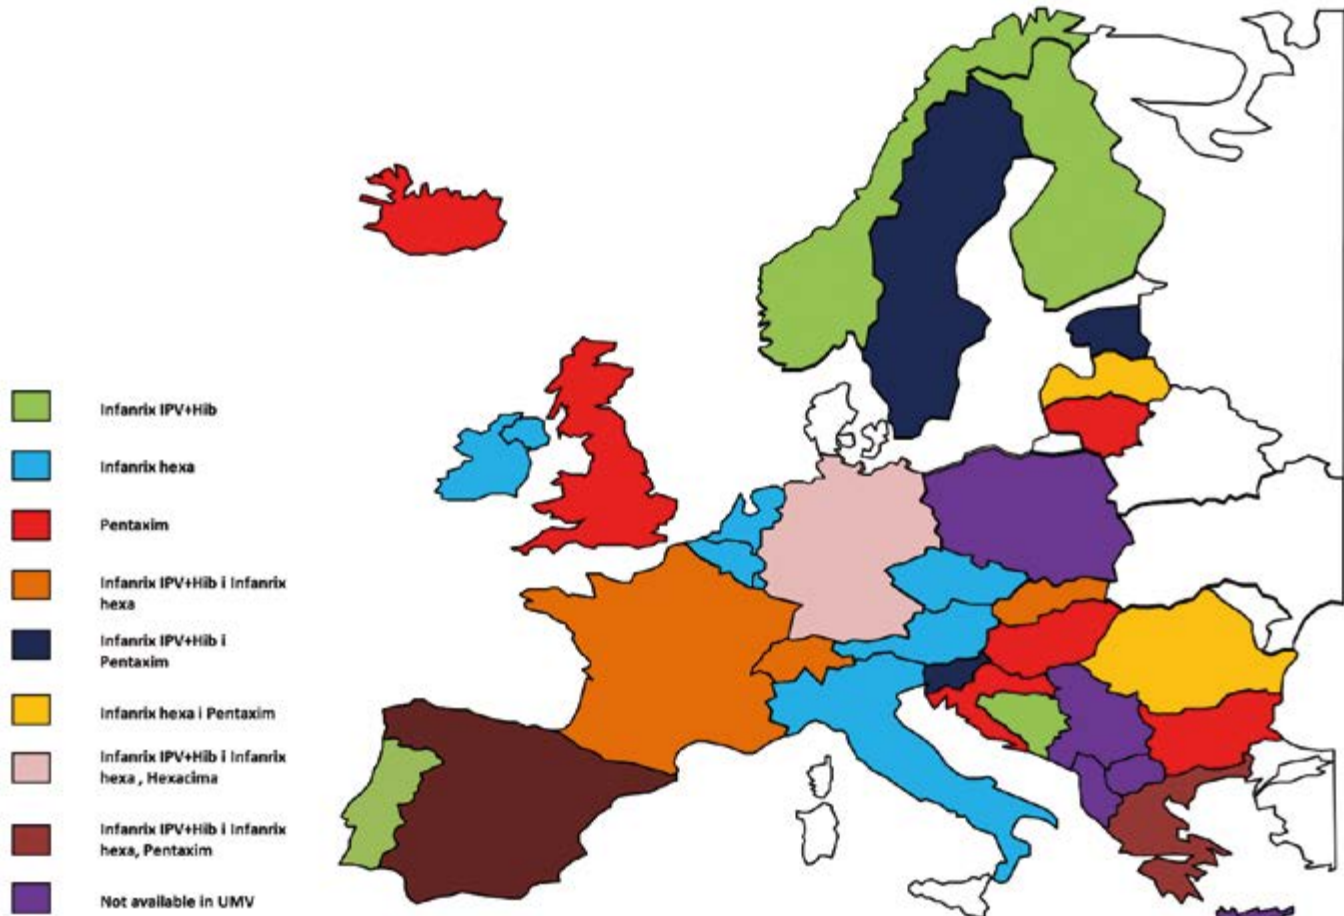 Infanrix IPV+Hib
Infanrix hexa
Pentaxim
Infanrix IPV+Hib i Infanrix
hexa
Infanrix IPV+Hib i
Pentaxim
Infanrix hexa i Pentaxim
Infanrix IPV+Hib i Infanrix
hexa , Hexacima
Infanrix IPV+Hib i Infanrix
hexa, Pentaxim
Not available in UMV